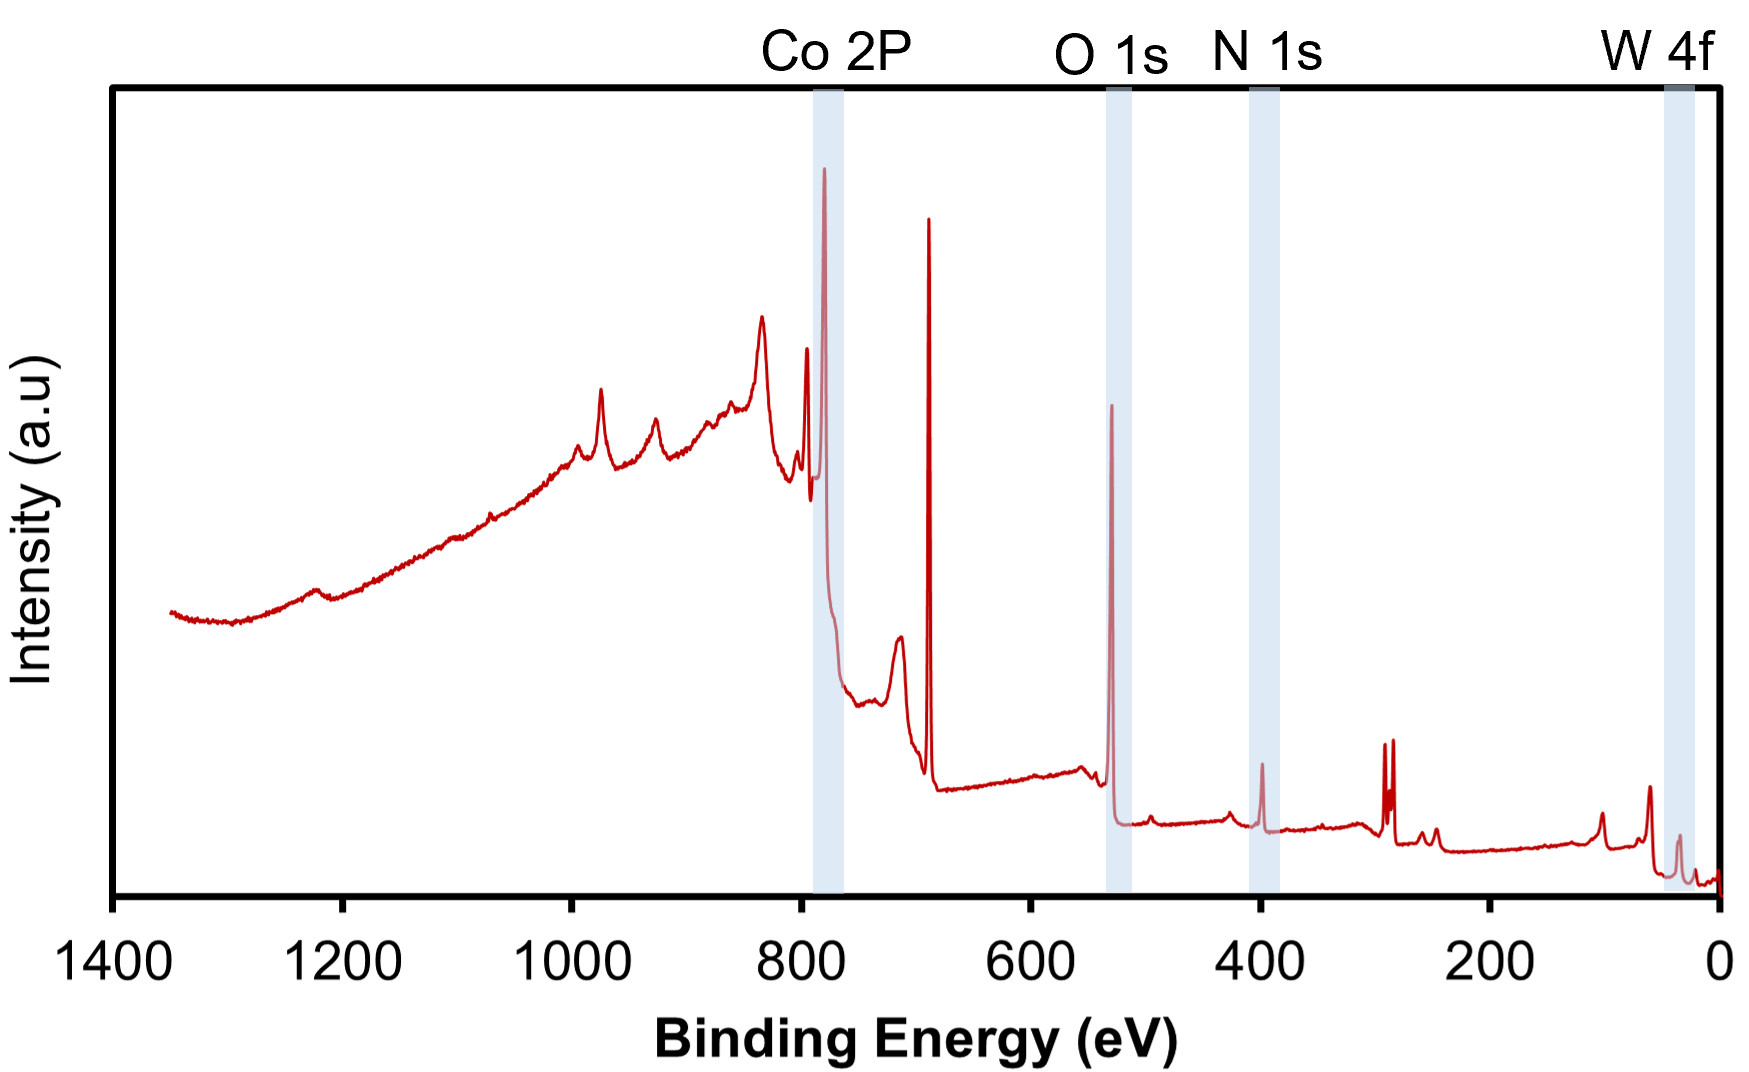 Co 2P O 1s N 1s W 4f
Intensity (a.u)
1400 1200 1000 800 600 400 200 0
Binding Energy (eV)